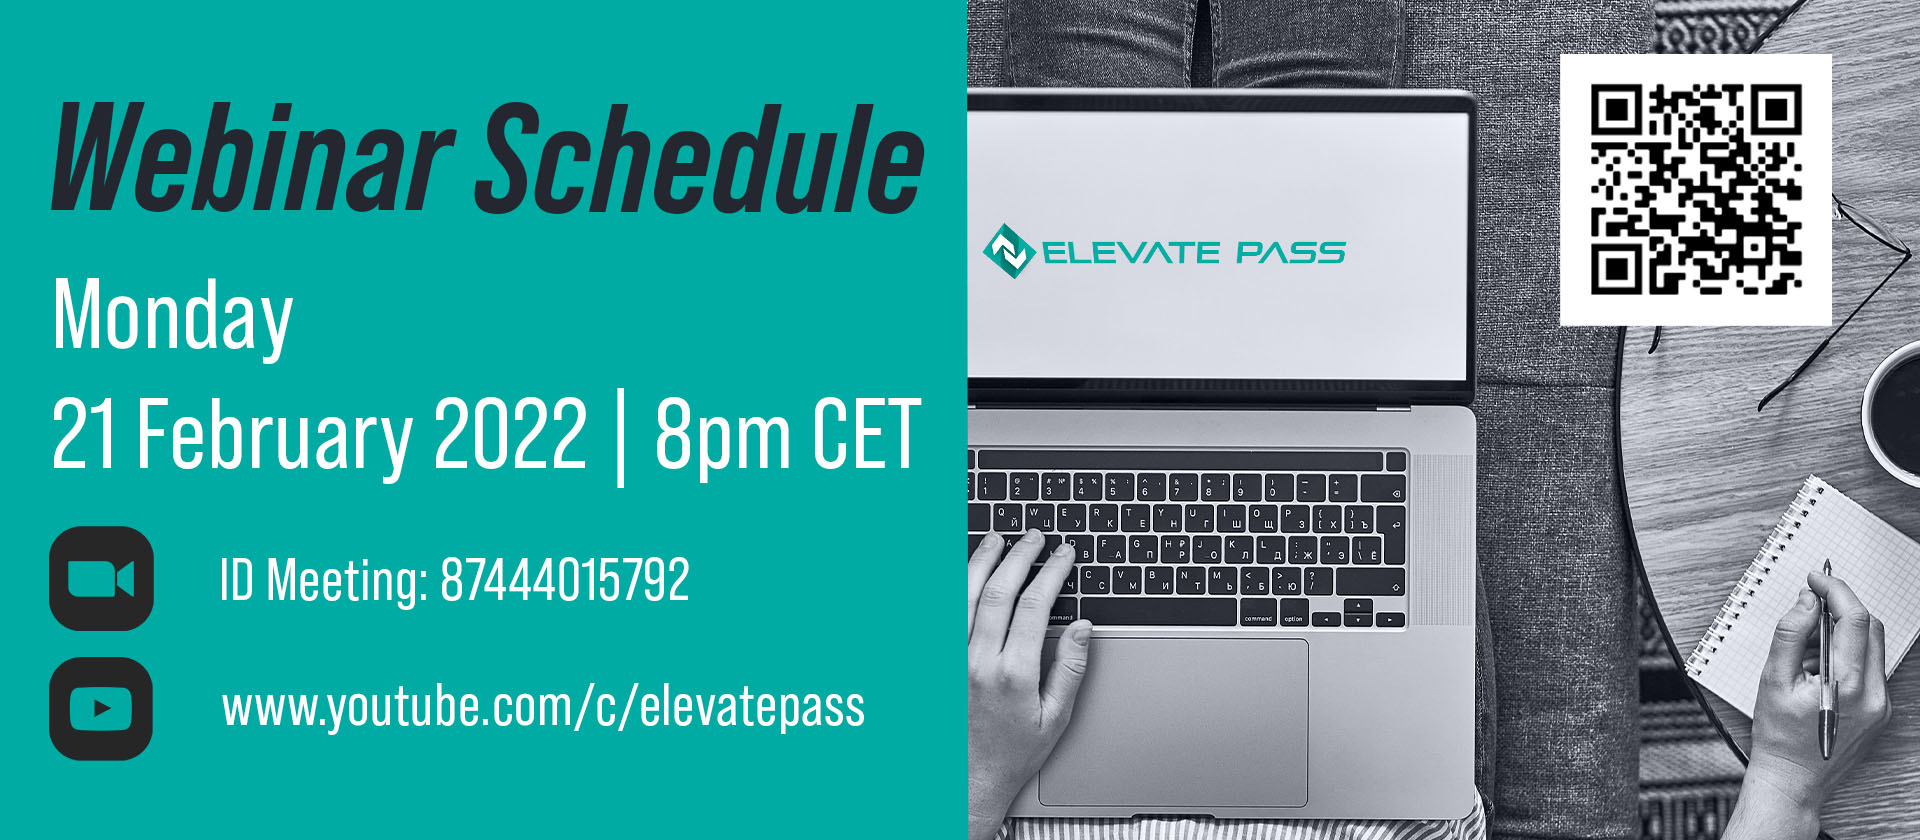 Webinar Schedule
Monday
21 February 2022 | 8pm CET
ID Meeting: 87444015792
www.youtube.com/c/elevatepass
ELEVATE PASS